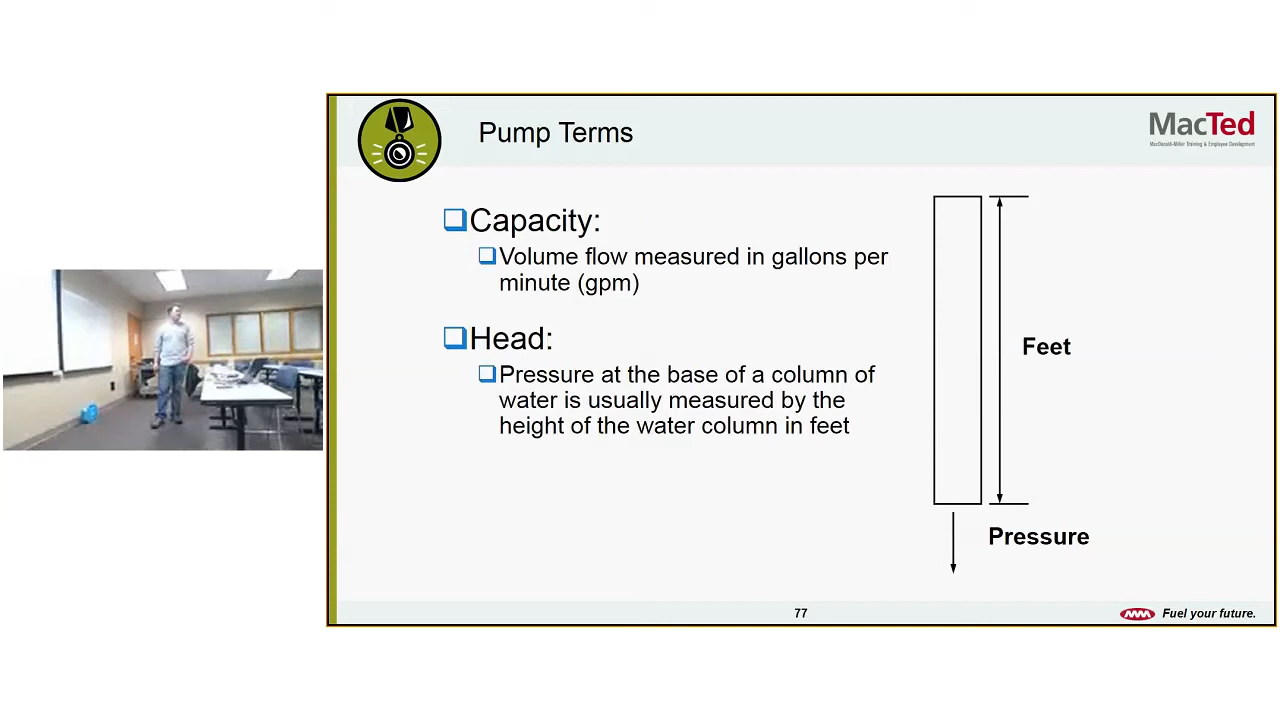 Pump Terms
MacTed
MacDonald-Miller Training & Employee Development
Capacity:
Volume flow measured in gallons per
minute (gpm)
Head:
Pressure at the base of a column of
water is usually measured by the
height of the water column in feet
Feet
Pressure
77
Fuel your future.